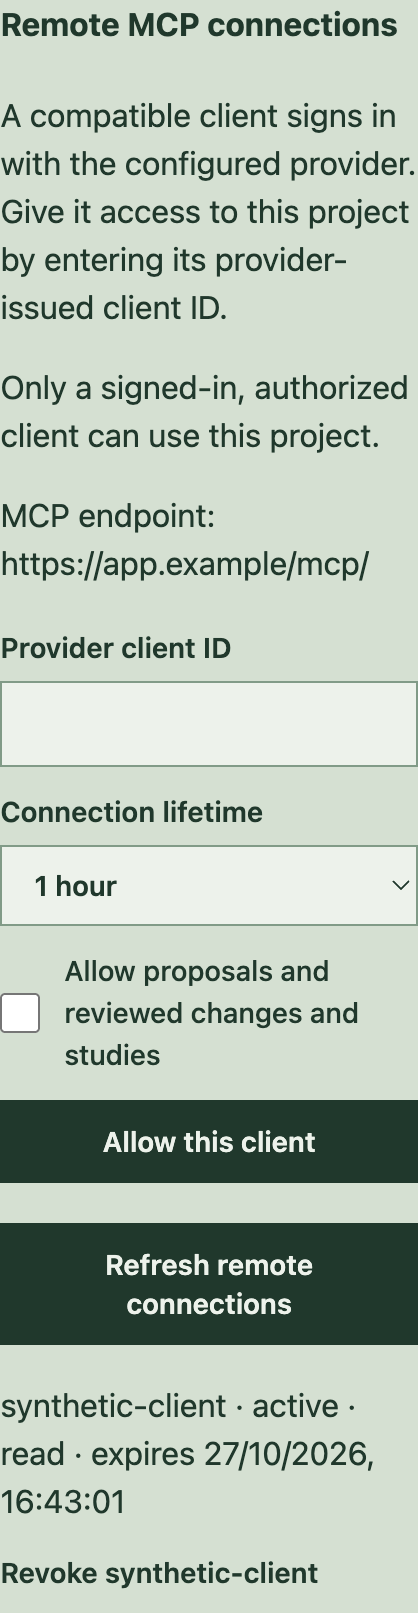 Remote MCP connections
A compatible client signs in
with the configured provider.
Give it access to this project
by entering its provider-
issued client ID.
Only a signed-in, authorized
client can use this project.
MCP endpoint:
https://app.example/mcp/
Provider client ID
Connection lifetime
1 hour
Allow proposals and
reviewed changes and
studies
Allow this client
Refresh remote
connections
synthetic-client · active ·
read · expires 27/10/2026,
16:43:01
Revoke synthetic-client